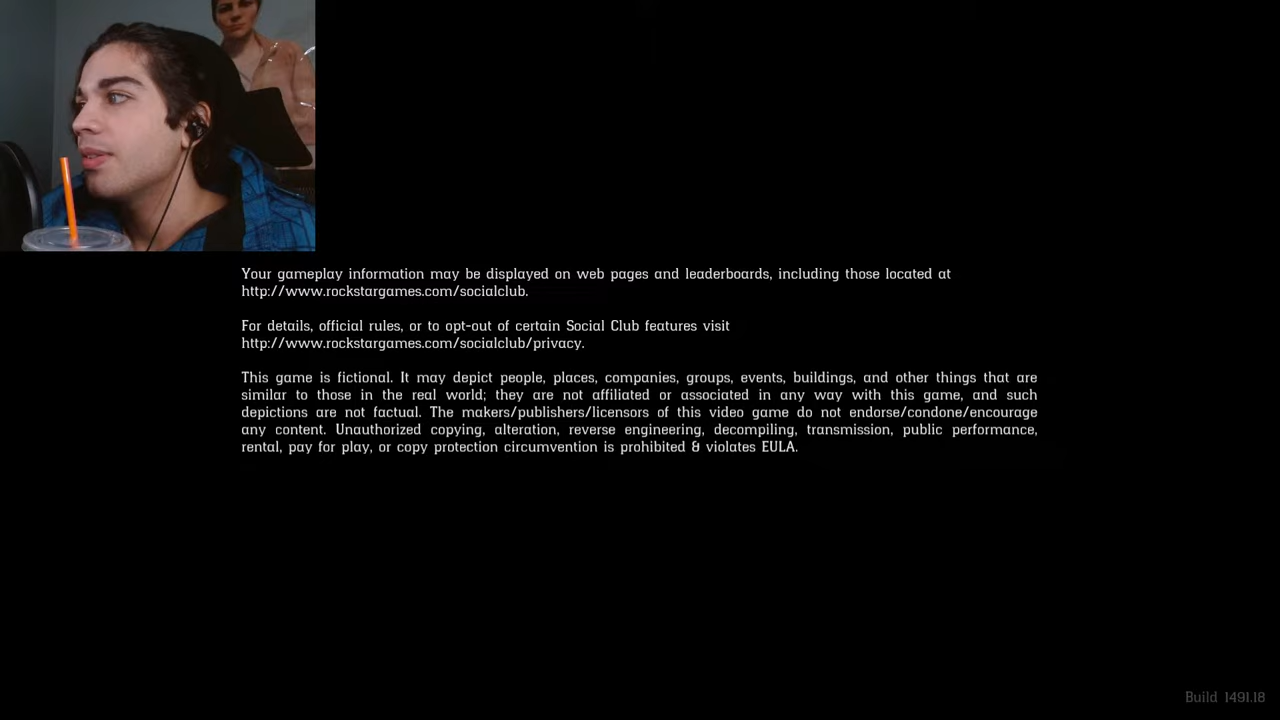 Your gameplay information may be displayed on web pages and leaderboards, including those located at
http://www.rockstargames.com/socialclub.
For details, official rules, or to opt-out of certain Social Club features visit
http://www.rockstargames.com/socialclub/privacy.
This game is fictional. It may depict people, places, companies, groups, events, buildings, and other things that are
similar to those in the real world; they are not affiliated or associated in any way with this game, and such
depictions are not factual. The makers/publishers/licensors of this video game do not endorse/condone/encourage
any content. Unauthorized copying, alteration, reverse engineering, decompiling, transmission, public performance,
rental, pay for play, or copy protection circumvention is prohibited & violates EULA.
Build 1491.18